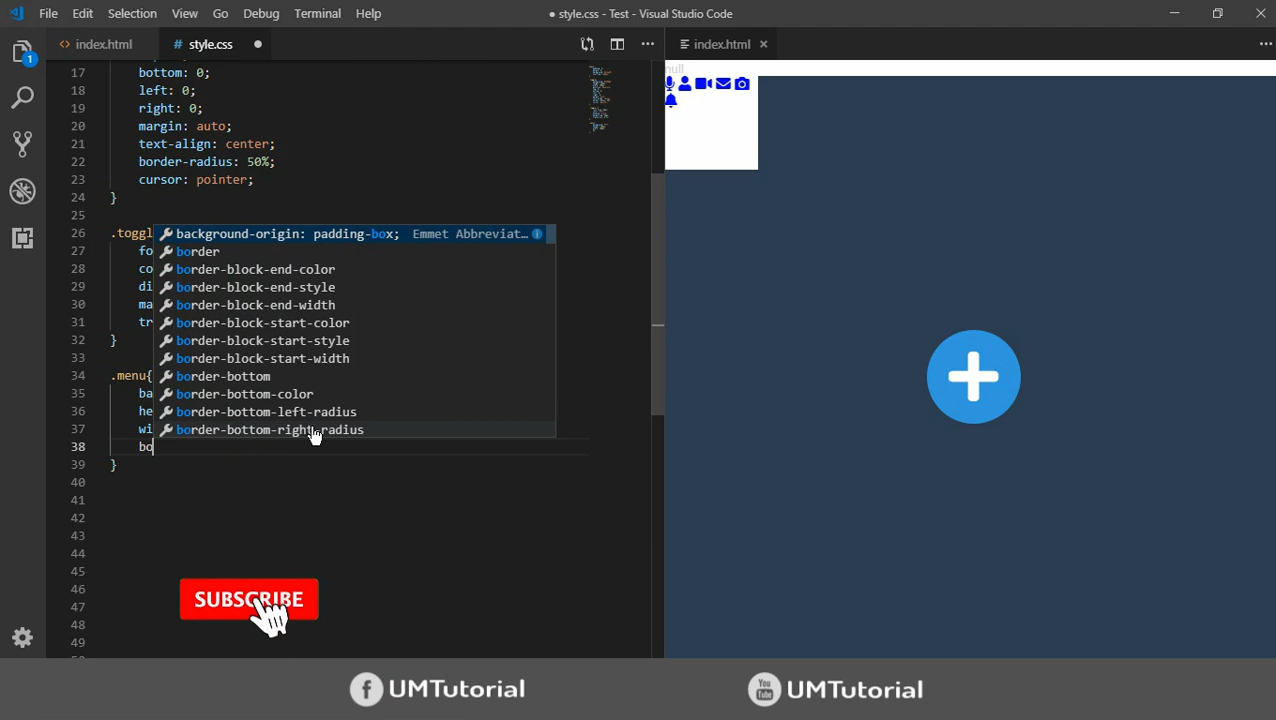 File Edit Selection View Go Debug Terminal Help
● style.css - Test - Visual Studio Code
<> index.html
# style.css ●
index.html ×
1
17 bottom: 0;
18 left: 0;
19 right: 0;
20 margin: auto;
21 text-align: center;
22 border-radius: 50%;
23 cursor: pointer;
24 }
25
26 .toggl
27 fo
28 co
29 di
30 ma
31 tr
32 }
33
34 .menu{
35 ba
36 he
37 wi
38 bo
39 }
40
41
42
43
44
45
46
47
48
49
background-origin: padding-box; Emmet Abbreviat...
border
border-block-end-color
border-block-end-style
border-block-end-width
border-block-start-color
border-block-start-style
border-block-start-width
border-bottom
border-bottom-color
border-bottom-left-radius
border-bottom-right-radius
null
SUBSCRIBE
f UMTutorial
You Tube UMTutorial